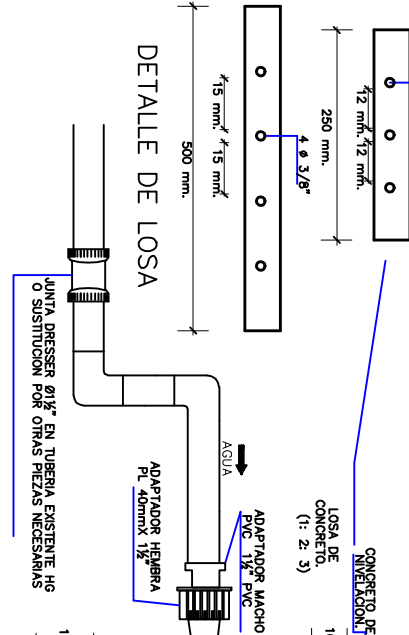 12 mm.
12 mm.
250 mm.
4 ø 3/8"
15 mm.
15 mm.
500 mm.
DETALLE DE LOSA
CONCRETO DE
NIVELACION.
LOSA DE
CONCRETO.
(1: 2: 3)
AGUA
ADAPTADOR MACHO
PVC 1½" PVC
ADAPTADOR HEMBRA
PL 40mmX 1½"
JUNTA DRESSER Ø1½" EN TUBERIA EXISTENTE HG
O SUSTITUCION POR OTRAS PIEZAS NECESARIAS